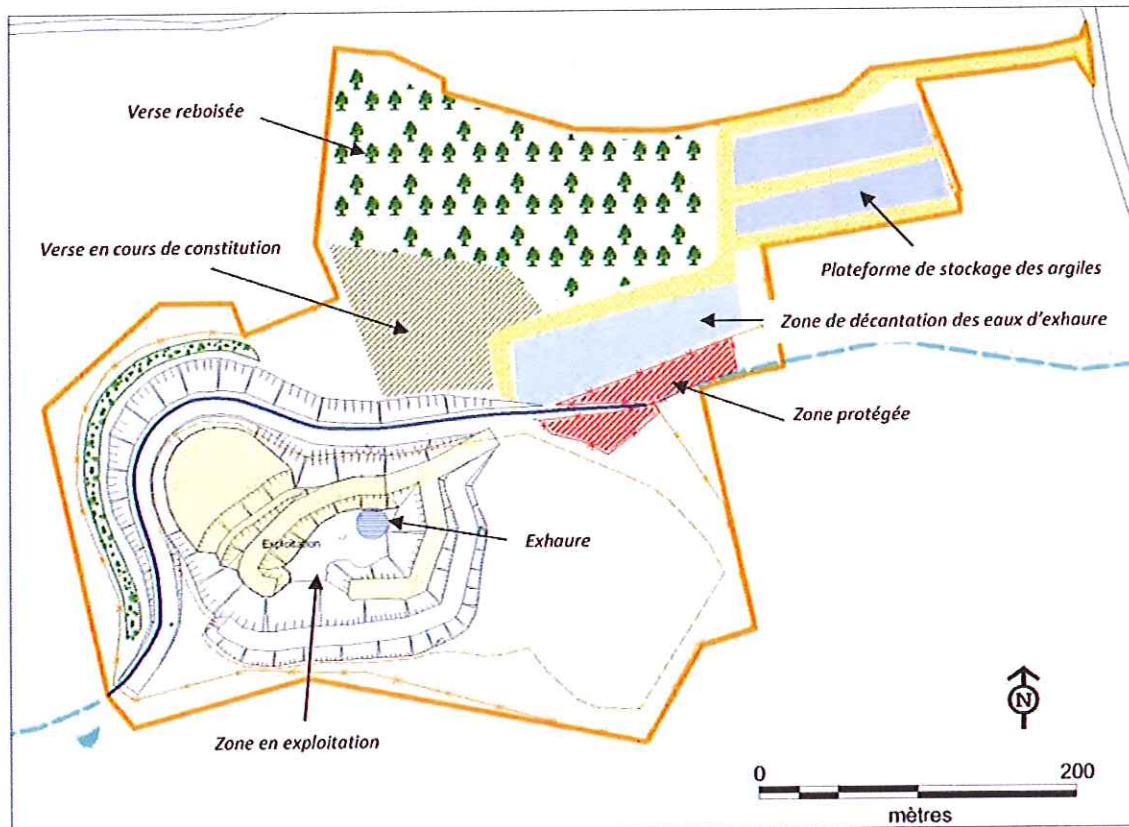 Verse reboisée
Verse en cours de constitution
Plateforme de stockage des argiles
Zone de décantation des eaux d'exhaure
Zone protégée
Exhaure
Exploitation
Zone en exploitation
N
0 200
mètres